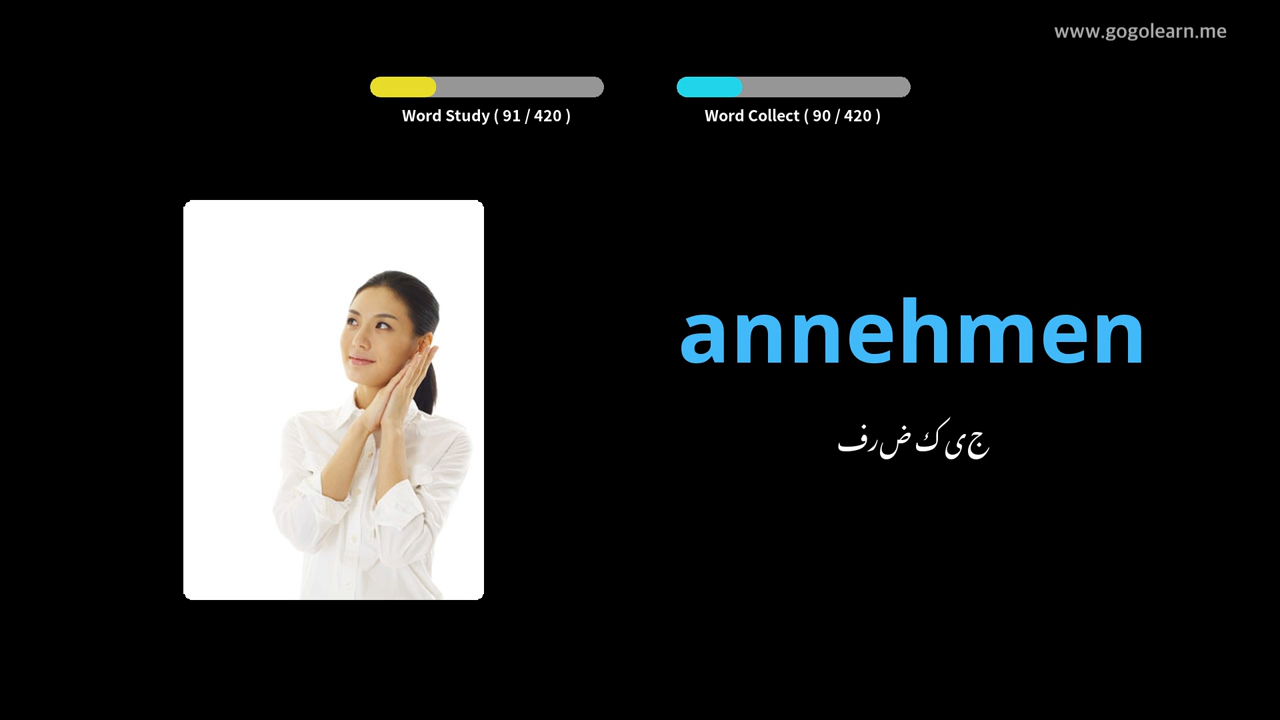 www.gogolearn.me
Word Study ( 91 / 420 )
Word Collect ( 90 / 420 )
annehmen
ج ی ک ض رف